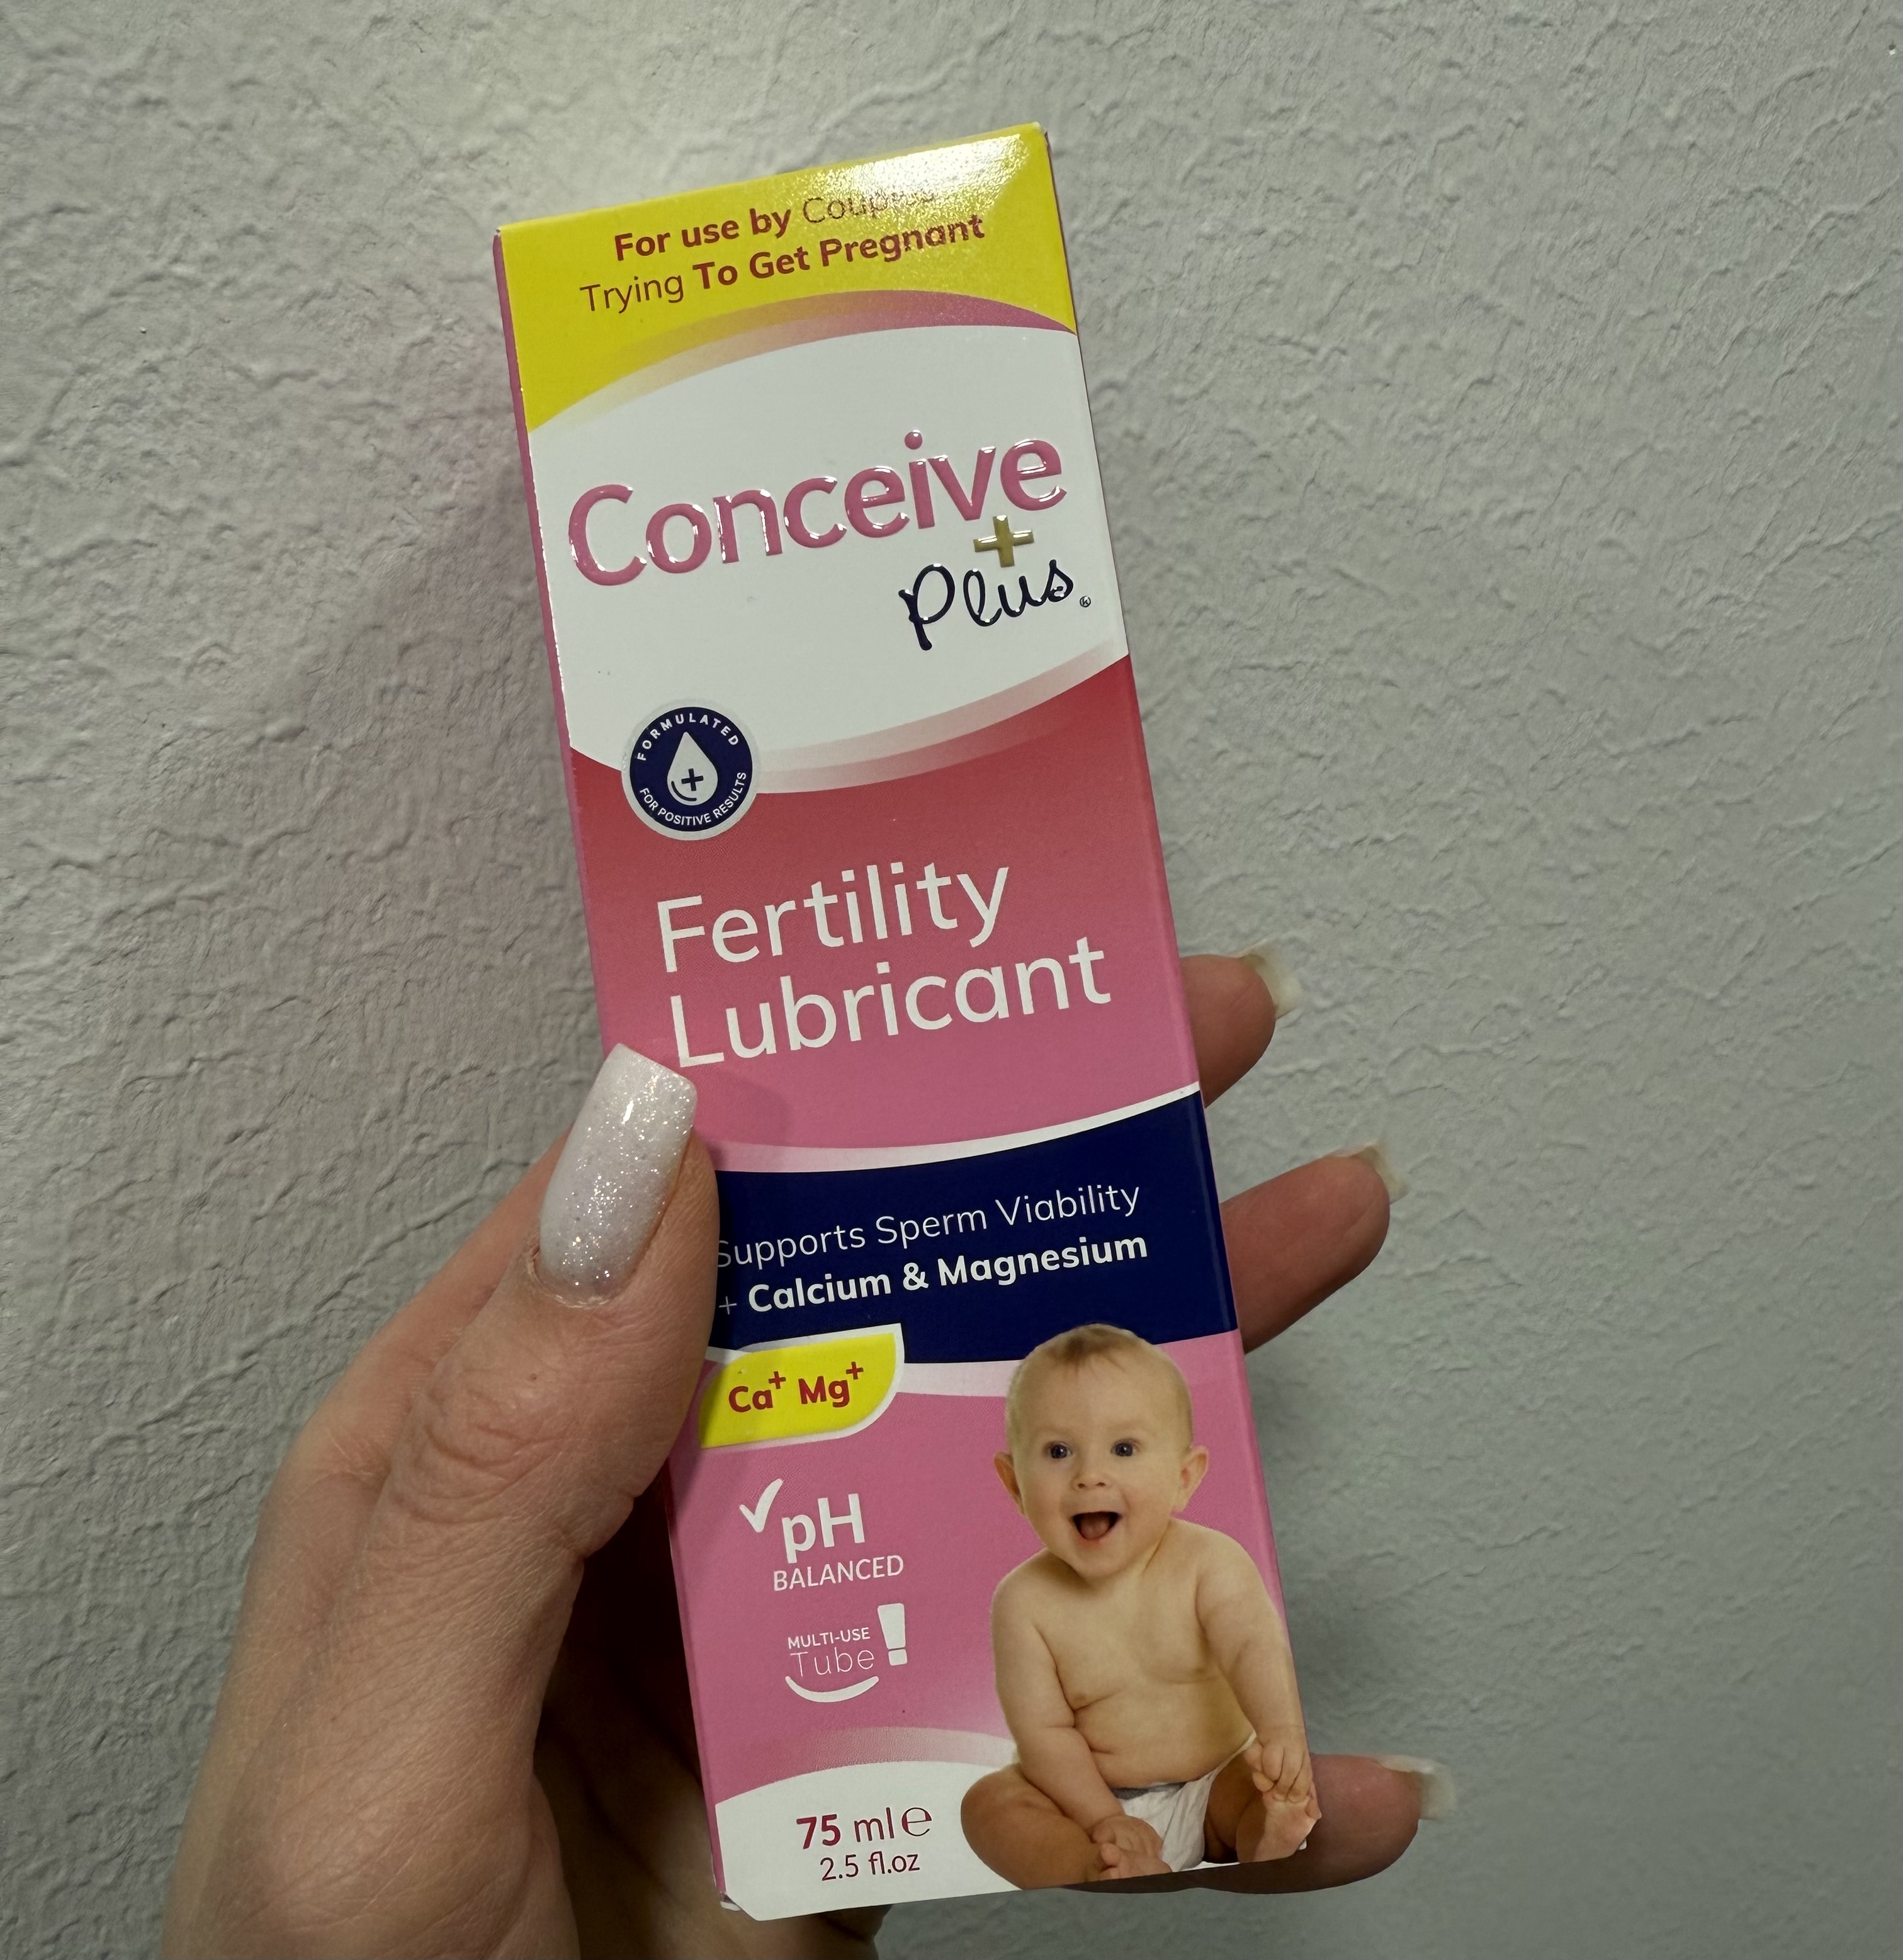 For use by Couples
Trying To Get Pregnant
Conceive
+
Plus®
FORMULATED
FOR POSITIVE RESULTS
Fertility
Lubricant
Supports Sperm Viability
+ Calcium & Magnesium
Ca⁺ Mg⁺
pH
BALANCED
MULTI-USE
Tube!
75 ml ℮
2.5 fl.oz